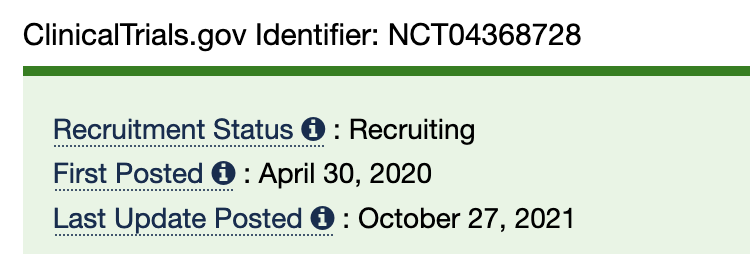 ClinicalTrials.gov Identifier: NCT04368728
Recruitment Status i : Recruiting
First Posted i : April 30, 2020
Last Update Posted i : October 27, 2021